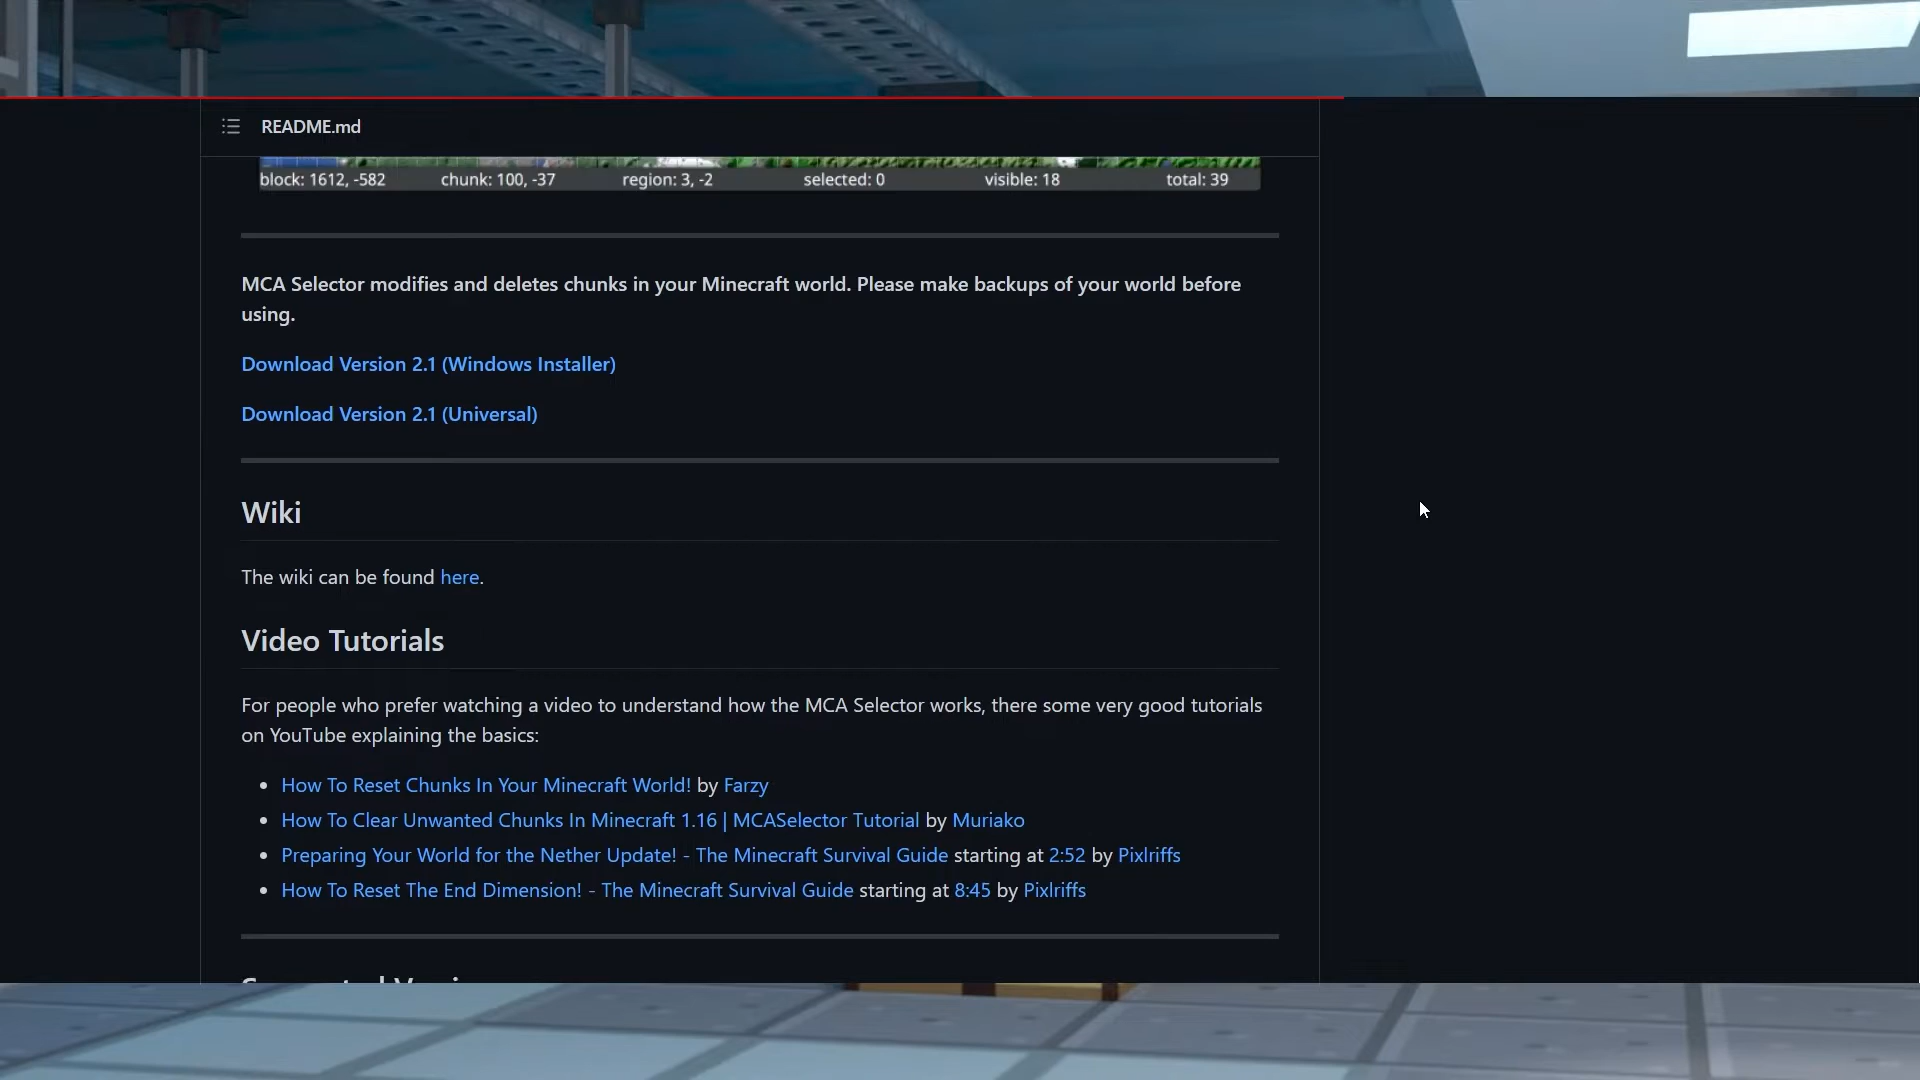 README.md
block: 1612, -582 chunk: 100, -37 region: 3, -2 selected: 0 visible: 18 total: 39
MCA Selector modifies and deletes chunks in your Minecraft world. Please make backups of your world before
using.
Download Version 2.1 (Windows Installer)
Download Version 2.1 (Universal)
Wiki
The wiki can be found here.
Video Tutorials
For people who prefer watching a video to understand how the MCA Selector works, there some very good tutorials
on YouTube explaining the basics:
How To Reset Chunks In Your Minecraft World! by Farzy
How To Clear Unwanted Chunks In Minecraft 1.16 | MCASelector Tutorial by Muriako
Preparing Your World for the Nether Update! - The Minecraft Survival Guide starting at 2:52 by Pixlriffs
How To Reset The End Dimension! - The Minecraft Survival Guide starting at 8:45 by Pixlriffs